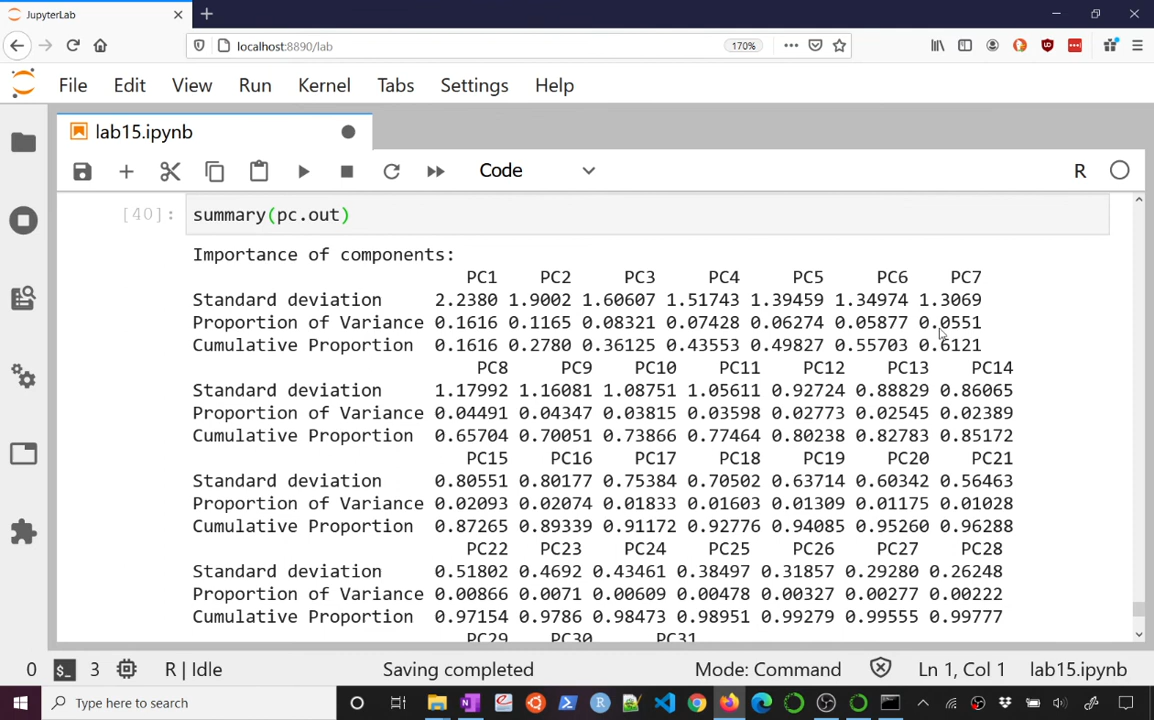 JupyterLab
localhost:8890/lab
170%
File Edit View Run Kernel Tabs Settings Help
lab15.ipynb
Code
R
[40]: summary(pc.out)
Importance of components:
PC1 PC2 PC3 PC4 PC5 PC6 PC7
Standard deviation 2.2380 1.9002 1.60607 1.51743 1.39459 1.34974 1.3069
Proportion of Variance 0.1616 0.1165 0.08321 0.07428 0.06274 0.05877 0.0551
Cumulative Proportion 0.1616 0.2780 0.36125 0.43553 0.49827 0.55703 0.6121
PC8 PC9 PC10 PC11 PC12 PC13 PC14
Standard deviation 1.17992 1.16081 1.08751 1.05611 0.92724 0.88829 0.86065
Proportion of Variance 0.04491 0.04347 0.03815 0.03598 0.02773 0.02545 0.02389
Cumulative Proportion 0.65704 0.70051 0.73866 0.77464 0.80238 0.82783 0.85172
PC15 PC16 PC17 PC18 PC19 PC20 PC21
Standard deviation 0.80551 0.80177 0.75384 0.70502 0.63714 0.60342 0.56463
Proportion of Variance 0.02093 0.02074 0.01833 0.01603 0.01309 0.01175 0.01028
Cumulative Proportion 0.87265 0.89339 0.91172 0.92776 0.94085 0.95260 0.96288
PC22 PC23 PC24 PC25 PC26 PC27 PC28
Standard deviation 0.51802 0.4692 0.43461 0.38497 0.31857 0.29280 0.26248
Proportion of Variance 0.00866 0.0071 0.00609 0.00478 0.00327 0.00277 0.00222
Cumulative Proportion 0.97154 0.9786 0.98473 0.98951 0.99279 0.99555 0.99777
PC29 PC30 PC31
0 3 R | Idle Saving completed Mode: Command Ln 1, Col 1 lab15.ipynb
Type here to search